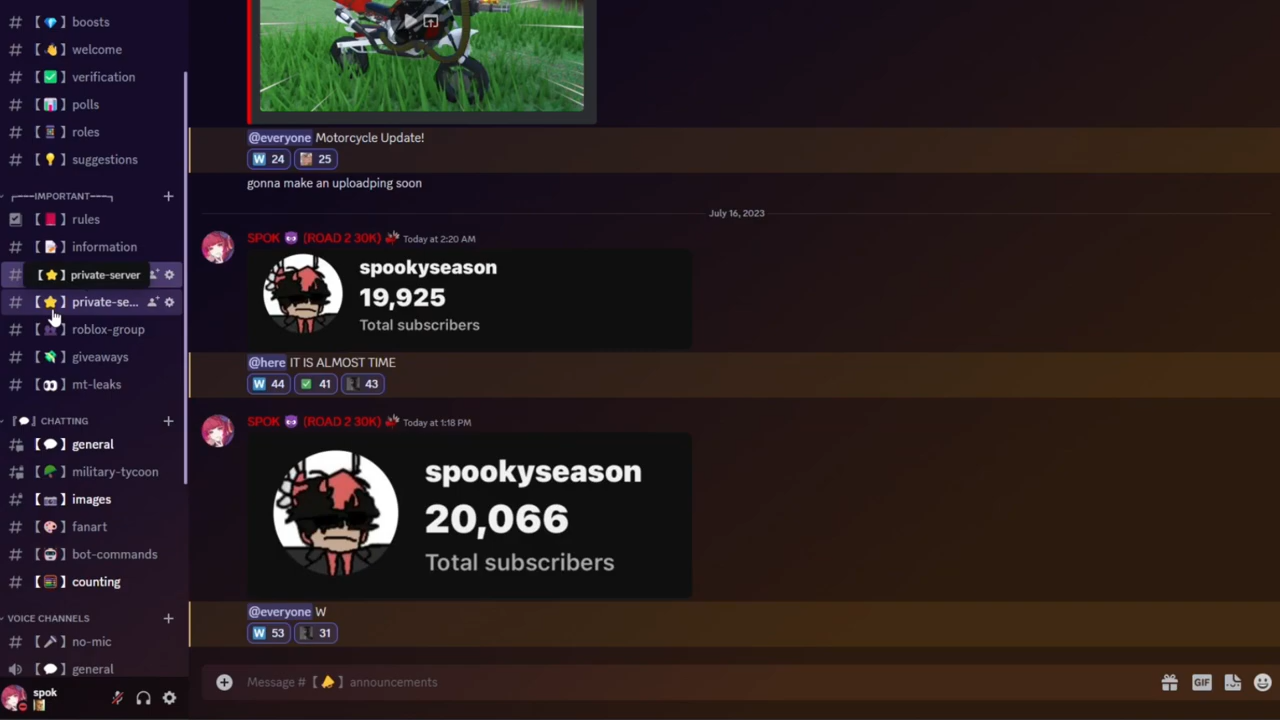 boosts
welcome
verification
polls
roles
suggestions
IMPORTANT
rules
information
private-server
private-se...
roblox-group
giveaways
mt-leaks
CHATTING
general
military-tycoon
images
fanart
bot-commands
counting
VOICE CHANNELS
no-mic
general
spok
@everyone Motorcycle Update!
W 24 25
gonna make an uploadping soon
July 16, 2023
SPOK (ROAD 2 30K) Today at 2:20 AM
spookyseason
19,925
Total subscribers
@here IT IS ALMOST TIME
W 44 41 43
SPOK (ROAD 2 30K) Today at 1:18 PM
spookyseason
20,066
Total subscribers
@everyone W
W 53 31
Message # 【 】 announcements
GIF